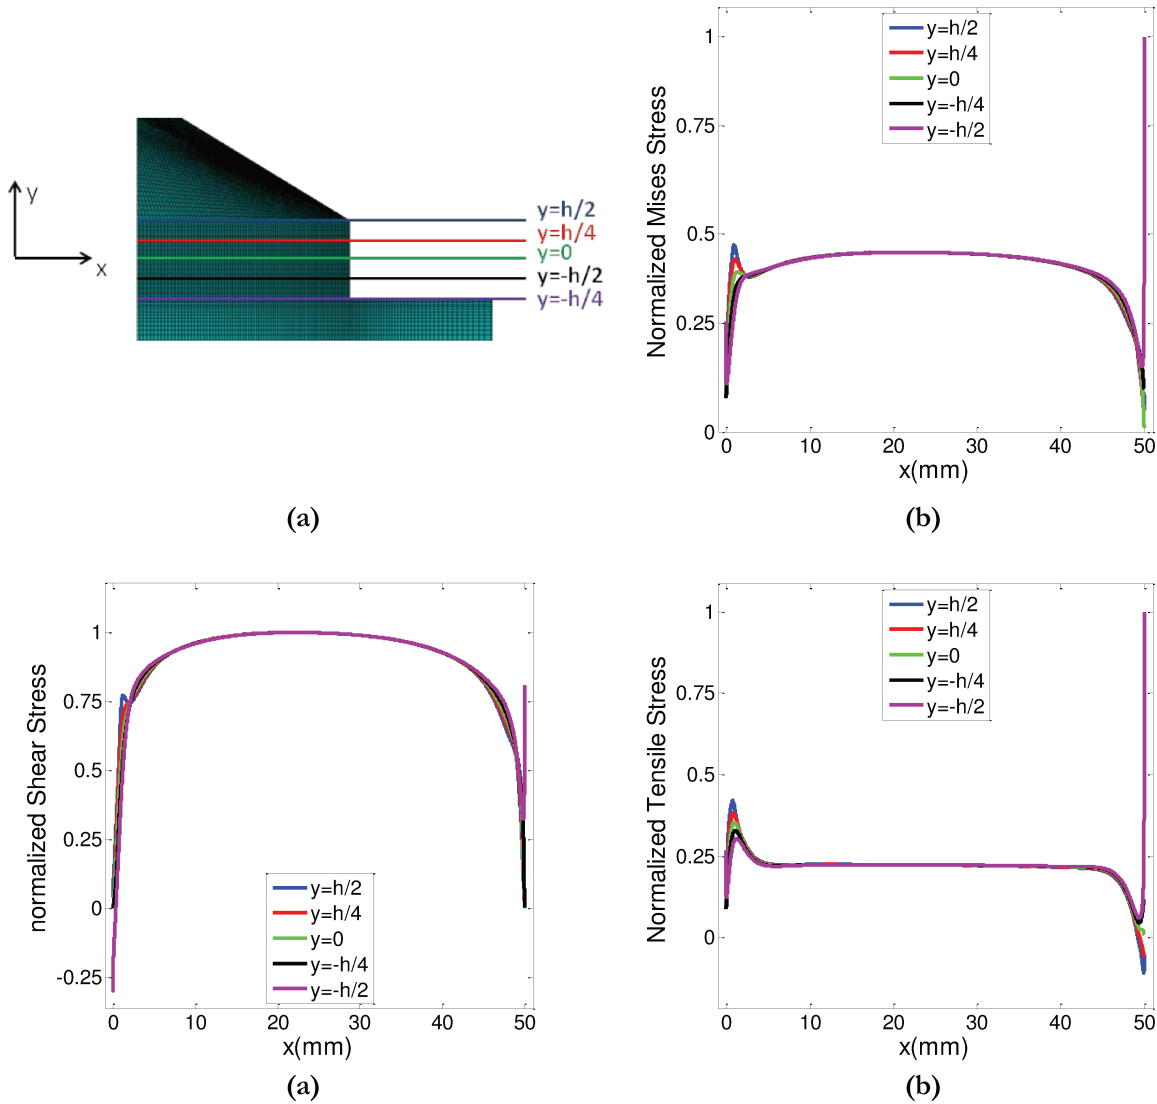 y
x
y=h/2
y=h/4
y=0
y=-h/2
y=-h/4
(a)
Normalized Mises Stress
1
0.75
0.5
0.25
0
y=h/2
y=h/4
y=0
y=-h/4
y=-h/2
0 10 20 30 40 50
x(mm)
(b)
normalized Shear Stress
1
0.75
0.5
0.25
0
-0.25
y=h/2
y=h/4
y=0
y=-h/4
y=-h/2
0 10 20 30 40 50
x(mm)
(a)
Normalized Tensile Stress
1
0.75
0.5
0.25
0
y=h/2
y=h/4
y=0
y=-h/4
y=-h/2
0 10 20 30 40 50
x(mm)
(b)